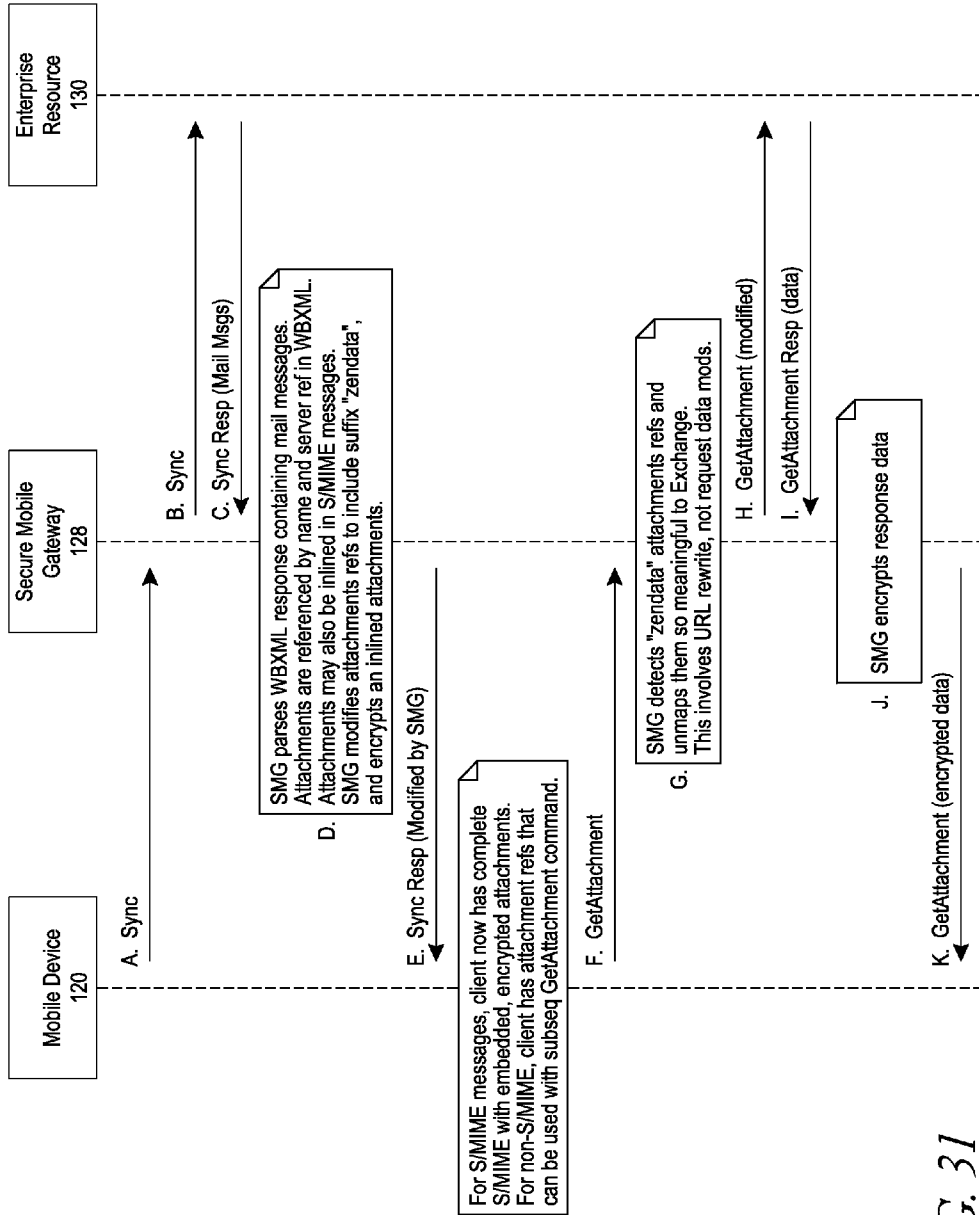 Mobile Device
120
Secure Mobile
Gateway
128
Enterprise
Resource
130
A. Sync
B. Sync
C. Sync Resp (Mail Msgs)
D.
SMG parses WBXML response containing mail messages.
Attachments are referenced by name and server ref in WBXML.
Attachments may also be inlined in S/MIME messages.
SMG modifies attachments refs to include suffix "zendata",
and encrypts an inlined attachments.
E. Sync Resp (Modified by SMG)
For S/MIME messages, client now has complete
S/MIME with embedded, encrypted attachments.
For non-S/MIME, client has attachment refs that
can be used with subseq GetAttachment command.
F. GetAttachment
G.
SMG detects "zendata" attachments refs and
unmaps them so meaningful to Exchange.
This involves URL rewrite, not request data mods.
H. GetAttachment (modified)
I. GetAttachment Resp (data)
J. SMG encrypts response data
K. GetAttachment (encrypted data)
FIG. 31